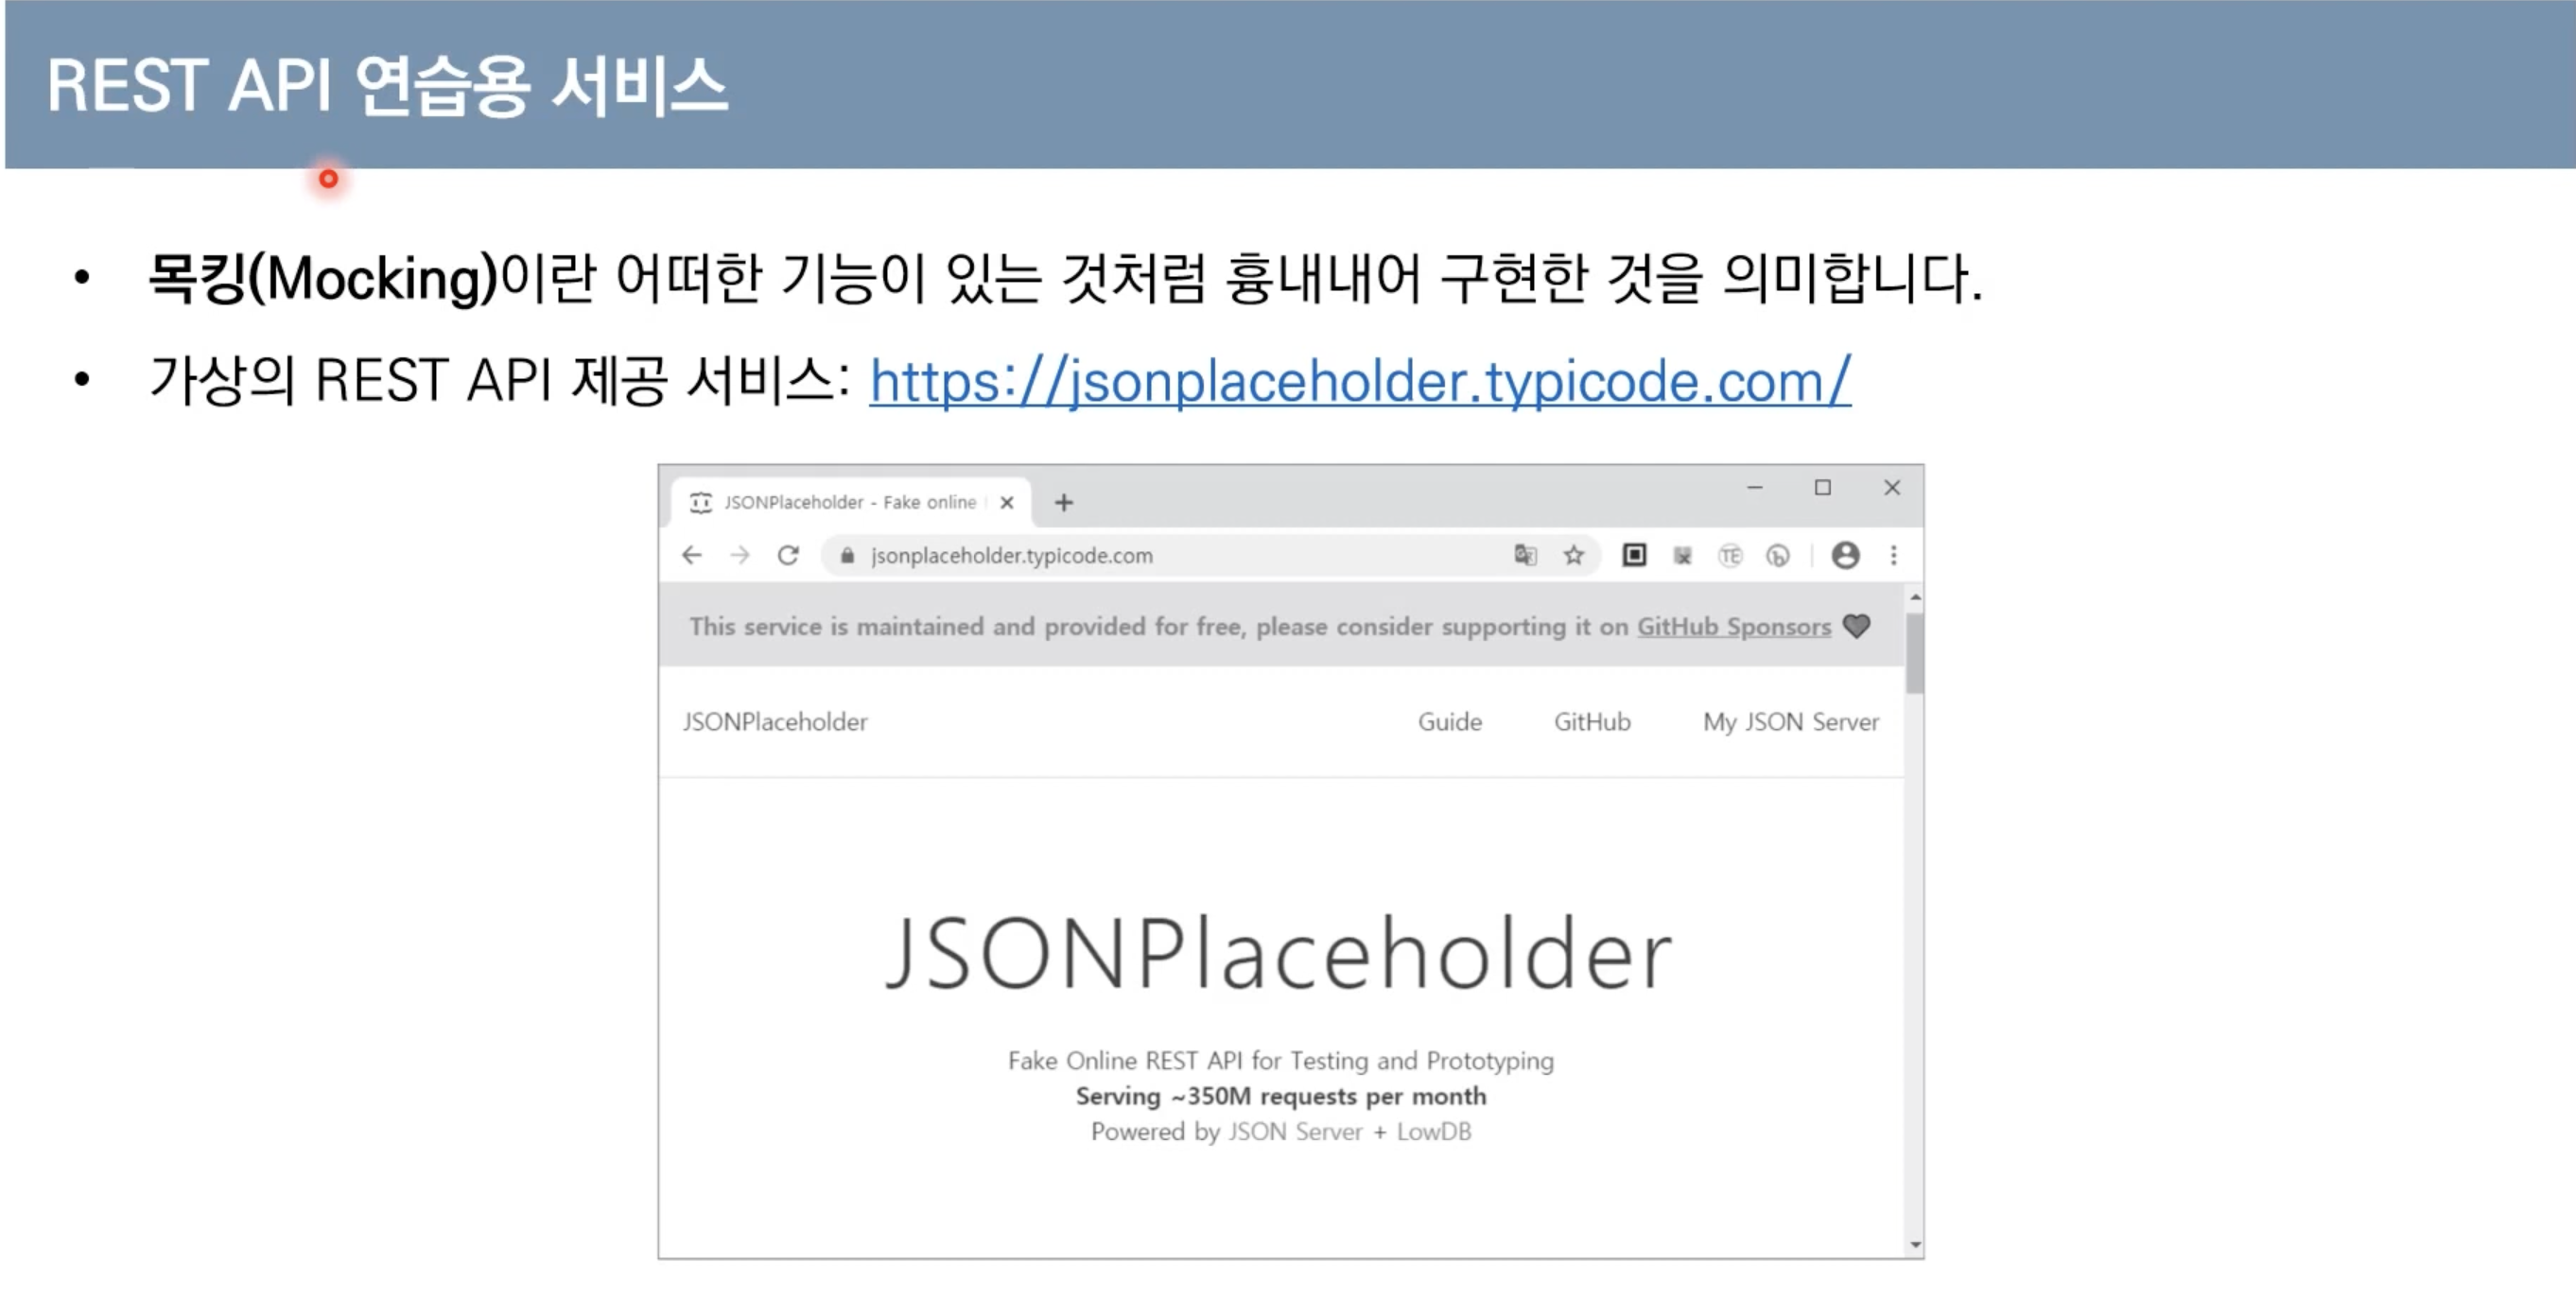 REST API 연습용 서비스
• 목킹(Mocking)이란 어떠한 기능이 있는 것처럼 흉내내어 구현한 것을 의미합니다.
• 가상의 REST API 제공 서비스: https://jsonplaceholder.typicode.com/
JSONPlaceholder - Fake online
jsonplaceholder.typicode.com
This service is maintained and provided for free, please consider supporting it on GitHub Sponsors
JSONPlaceholder Guide GitHub My JSON Server
JSONPlaceholder
Fake Online REST API for Testing and Prototyping
Serving ~350M requests per month
Powered by JSON Server + LowDB